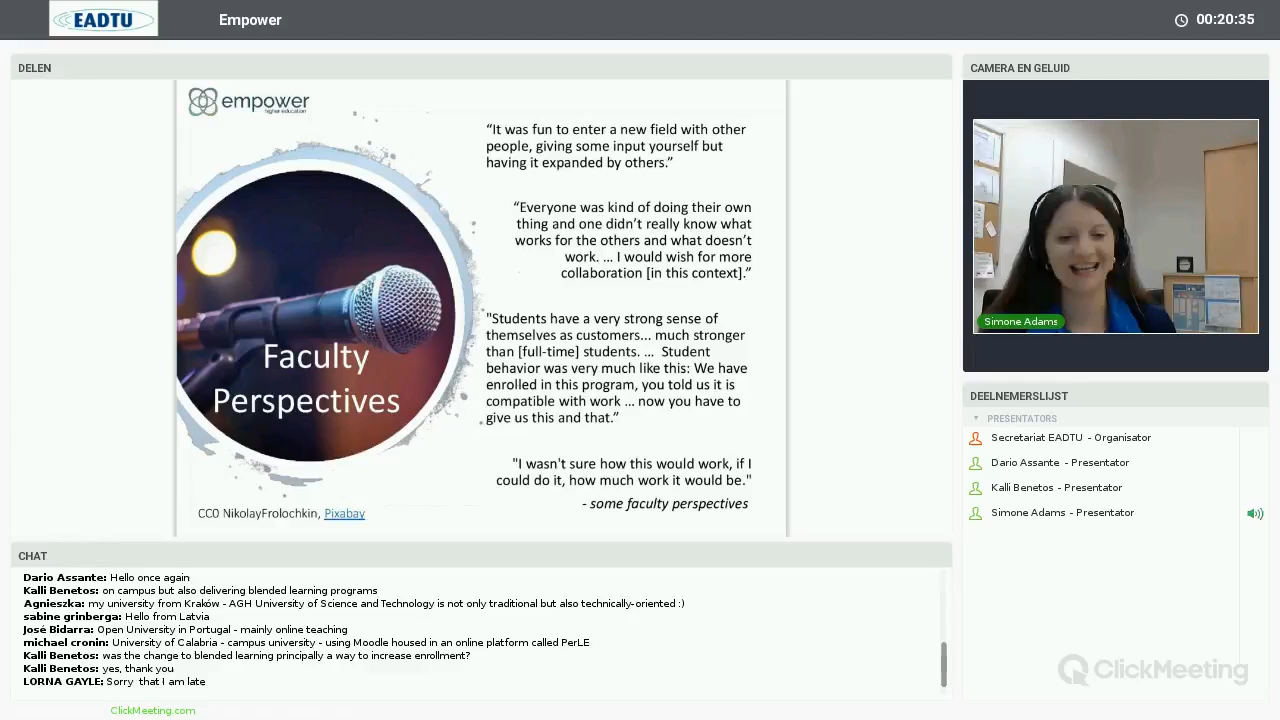 EADTU
Empower
00:20:35
DELEN
empower
higher education
“It was fun to enter a new field with other
people, giving some input yourself but
having it expanded by others.”
“Everyone was kind of doing their own
thing and one didn’t really know what
works for the others and what doesn’t
work. … I would wish for more
collaboration [in this context].”
"Students have a very strong sense of
themselves as customers... much stronger
than [full-time] students. …  Student
behavior was very much like this: We have
enrolled in this program, you told us it is
compatible with work … now you have to
give us this and that.”
"I wasn't sure how this would work, if I
could do it, how much work it would be."
- some faculty perspectives
Faculty
Perspectives
CC0 NikolayFrolochkin, Pixabay
CAMERA EN GELUID
Simone Adams
DEELNEMERSLIJST
PRESENTATORS
Secretariat EADTU - Organisator
Dario Assante - Presentator
Kalli Benetos - Presentator
Simone Adams - Presentator
CHAT
Dario Assante: Hello once again
Kalli Benetos: on campus but also delivering blended learning programs
Agnieszka: my university from Kraków - AGH University of Science and Technology is not only traditional but also technically-oriented :)
sabine grinberga: Hello from Latvia
José Bidarra: Open University in Portugal - mainly online teaching
michael cronin: University of Calabria - campus university - using Moodle housed in an online platform called PerLE
Kalli Benetos: was the change to blended learning principally a way to increase enrollment?
Kalli Benetos: yes, thank you
LORNA GAYLE: Sorry  that I am late
ClickMeeting
ClickMeeting.com